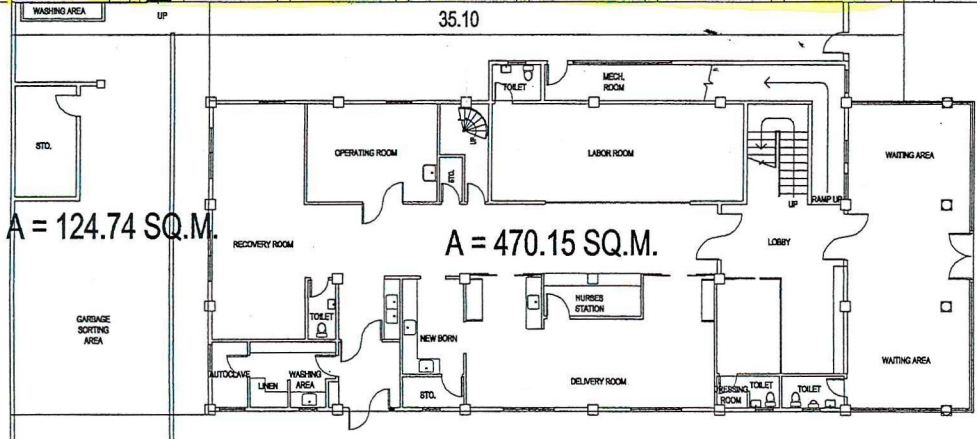 WASHING AREA
UP
35.10
TOILET
MECH.
ROOM
STO.
OPERATING ROOM
UP
STO.
LABOR ROOM
WAITING AREA
UP
RAMP UP
A = 124.74 SQ.M.
RECOVERY ROOM
A = 470.15 SQ.M.
LOBBY
NURSES
STATION
GARBAGE
SORTING
AREA
TOILET
NEW BORN
WAITING AREA
AUTOCLAVE
LINEN
WASHING
AREA
STO.
DELIVERY ROOM
DRESSING
ROOM
TOILET
TOILET